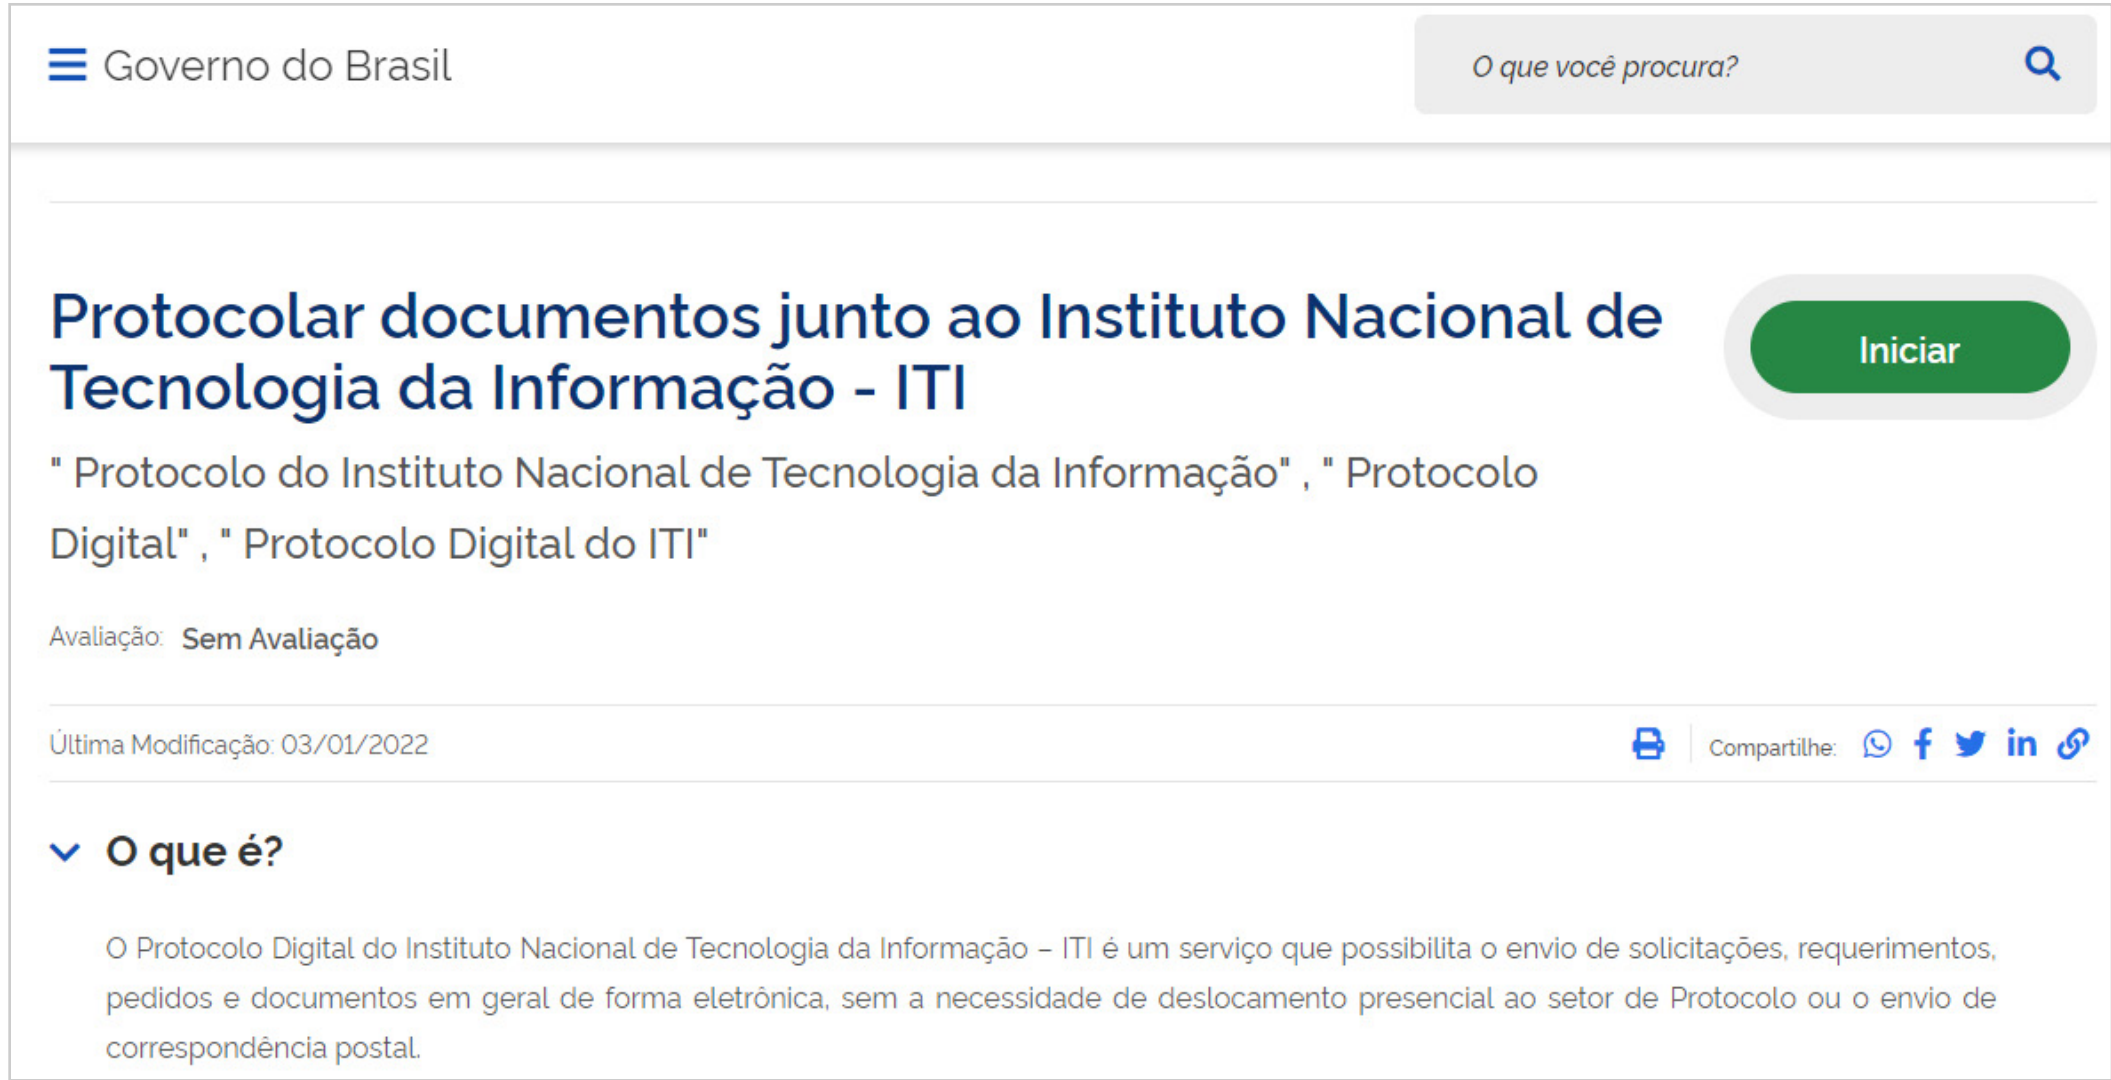 Governo do Brasil
O que você procura?
Protocolar documentos junto ao Instituto Nacional de
Tecnologia da Informação - ITI
Iniciar
" Protocolo do Instituto Nacional de Tecnologia da Informação" , " Protocolo
Digital" , " Protocolo Digital do ITI"
Avaliação: Sem Avaliação
Última Modificação: 03/01/2022
Compartilhe:
O que é?
O Protocolo Digital do Instituto Nacional de Tecnologia da Informação – ITI é um serviço que possibilita o envio de solicitações, requerimentos,
pedidos e documentos em geral de forma eletrônica, sem a necessidade de deslocamento presencial ao setor de Protocolo ou o envio de
correspondência postal.